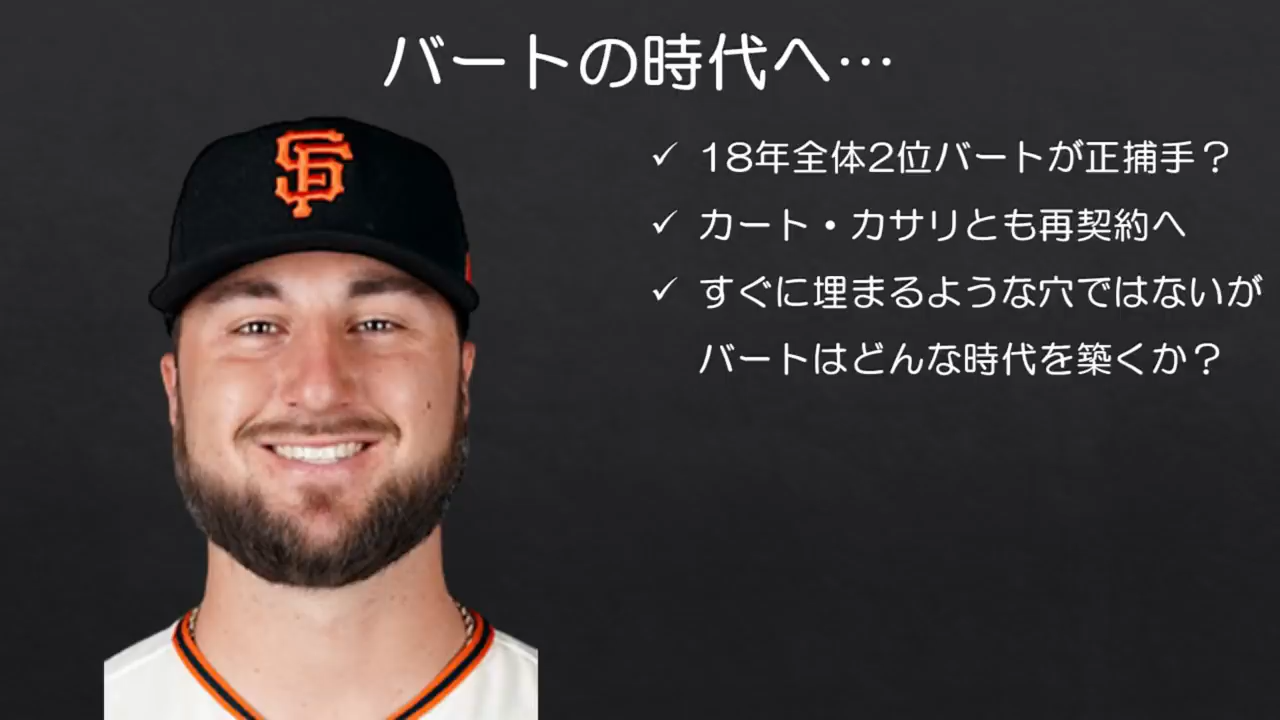 バートの時代へ…
SF
✓ 18年全体2位バートが正捕手？
✓ カート・カサリとも再契約へ
✓ すぐに埋まるような穴ではないが
バートはどんな時代を築くか？